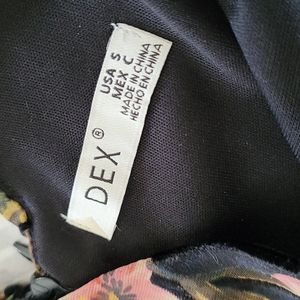 DEX ®
USA S
MEX C
MADE IN CHINA
HECHO EN CHINA